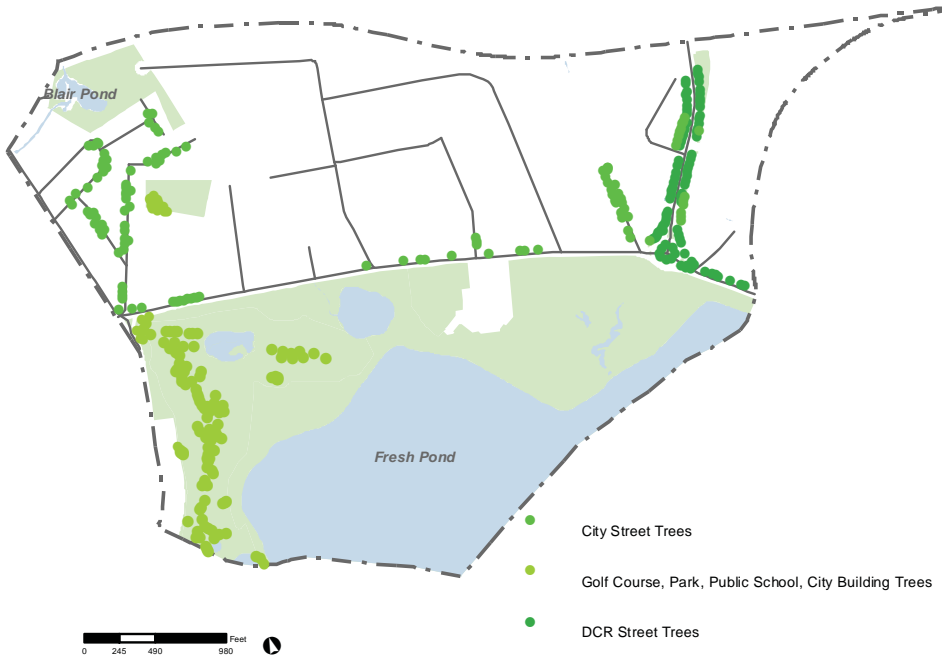 Blair Pond
Fresh Pond
City Street Trees
Golf Course, Park, Public School, City Building Trees
DCR Street Trees
Feet
0 245 490 980